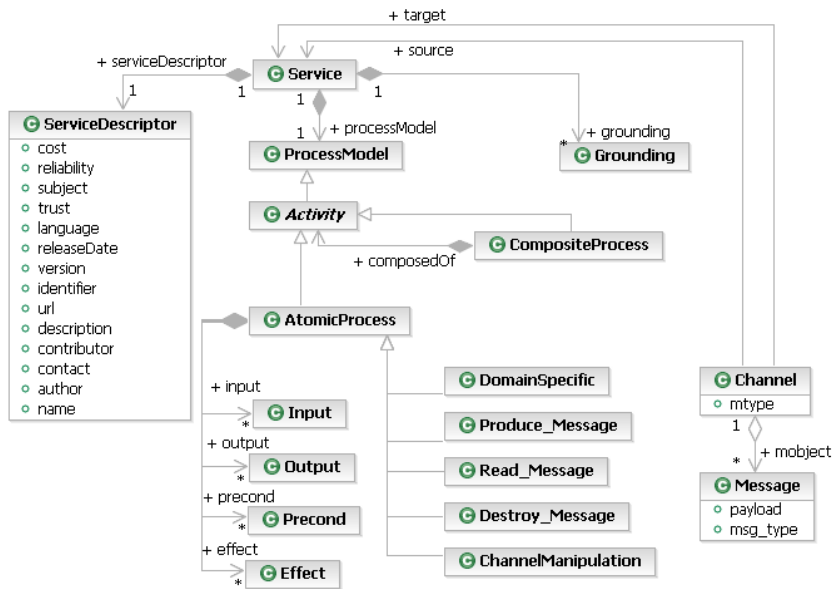 + target
+ source
+ serviceDescriptor
C Service
1
1
1
1
1
+ processModel
+ grounding
*
C ServiceDescriptor
cost
reliability
subject
trust
language
releaseDate
version
identifier
url
description
contributor
contact
author
name
C ProcessModel
C Grounding
C Activity
C CompositeProcess
+ composedOf
C AtomicProcess
+ input
*
C Input
+ output
*
C Output
+ precond
*
C Precond
+ effect
*
C Effect
C DomainSpecific
C Produce_Message
C Read_Message
C Destroy_Message
C ChannelManipulation
C Channel
mtype
1
+ mobject
*
C Message
payload
msg_type